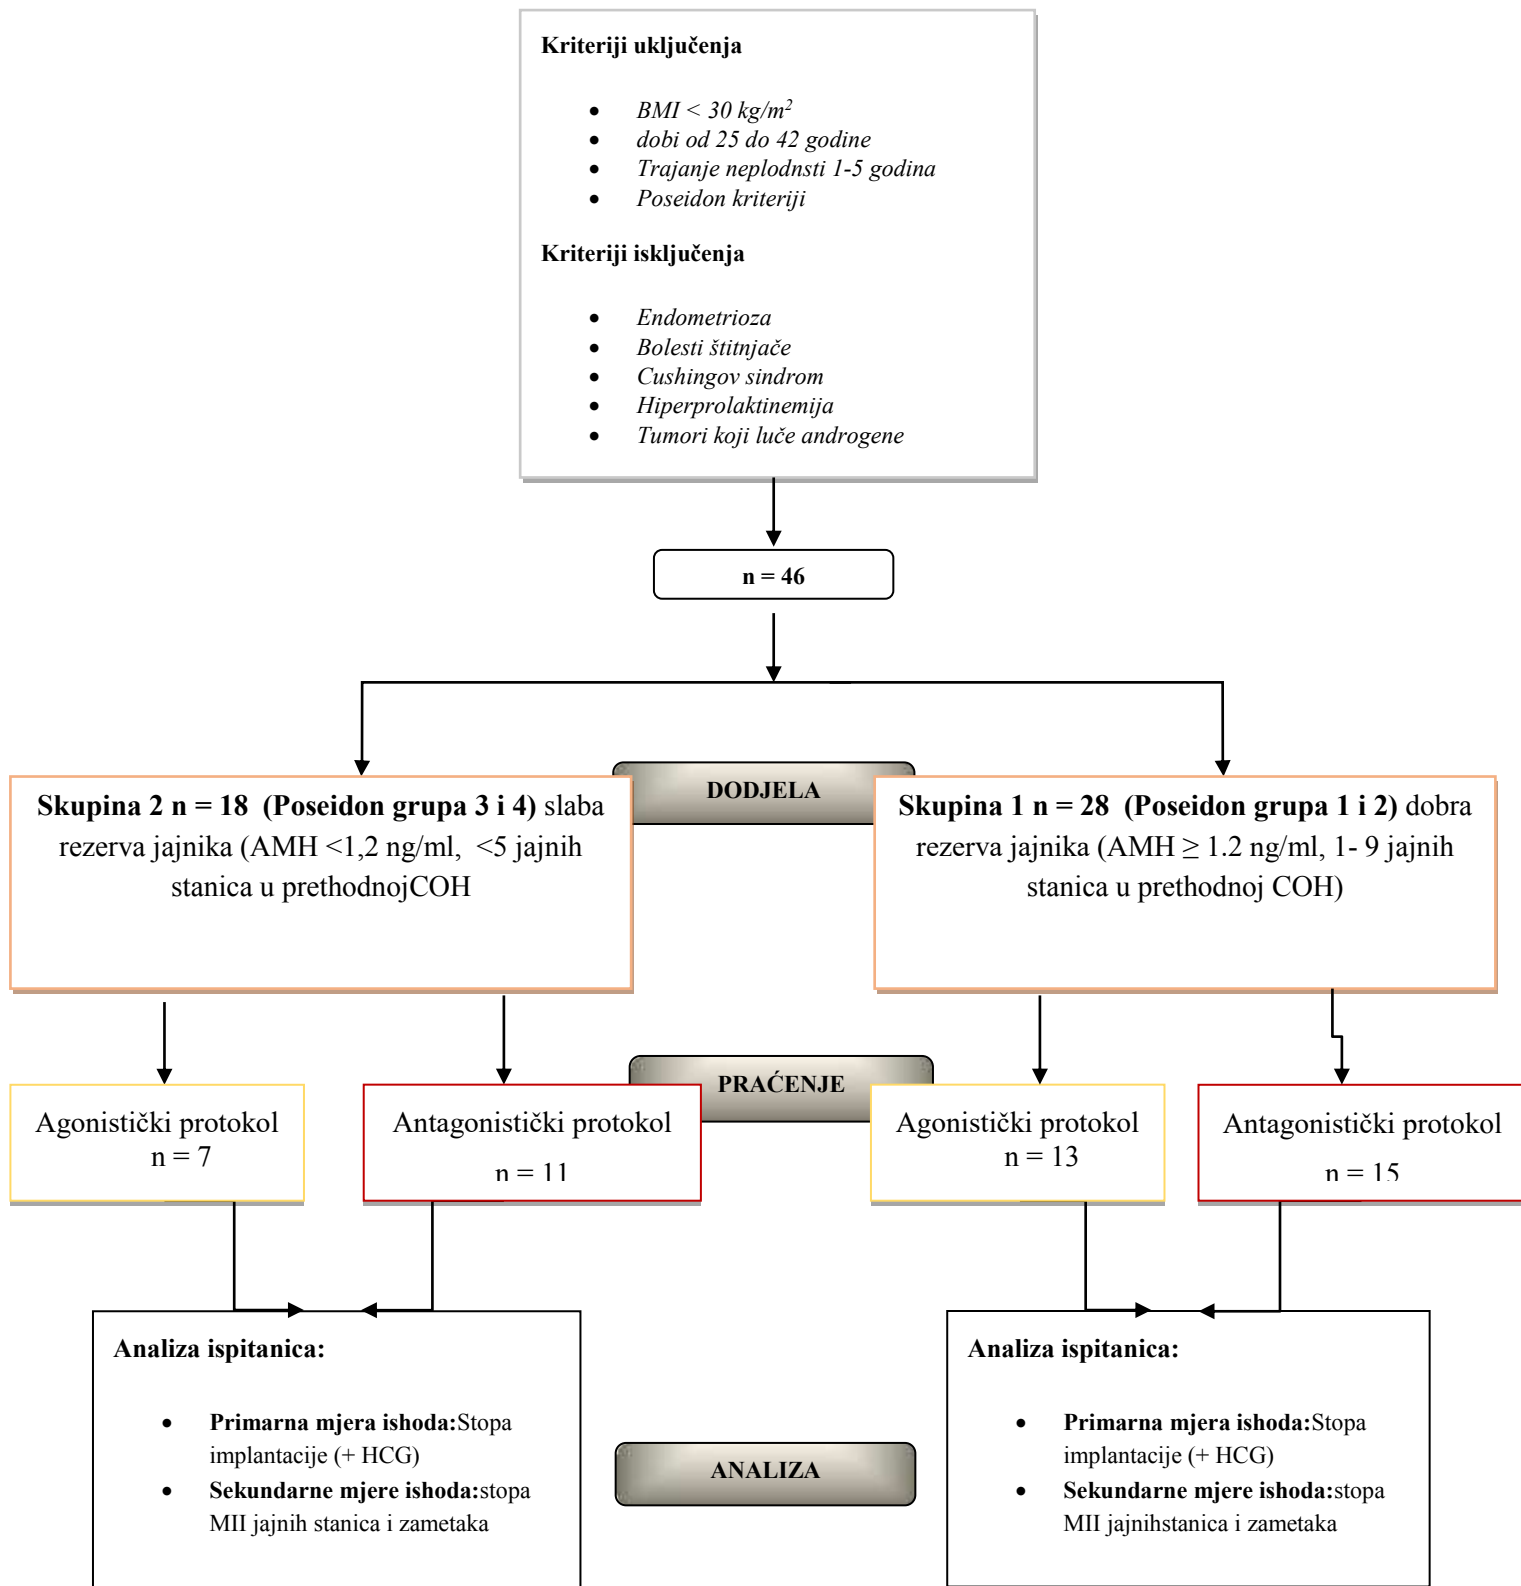 Kriteriji uključenja
• BMI < 30 kg/m²
• dobi od 25 do 42 godine
• Trajanje neplodnsti 1-5 godina
• Poseidon kriteriji
Kriteriji isključenja
• Endometrioza
• Bolesti štitnjače
• Cushingov sindrom
• Hiperprolaktinemija
• Tumori koji luče androgene
n = 46
DODJELA
Skupina 2 n = 18 (Poseidon grupa 3 i 4) slaba
rezerva jajnika (AMH <1,2 ng/ml, <5 jajnih
stanica u prethodnojCOH
Skupina 1 n = 28 (Poseidon grupa 1 i 2) dobra
rezerva jajnika (AMH ≥ 1.2 ng/ml, 1- 9 jajnih
stanica u prethodnoj COH)
PRAĆENJE
Agonistički protokol
n = 7
Antagonistički protokol
n = 11
Agonistički protokol
n = 13
Antagonistički protokol
n = 15
Analiza ispitanica:
• Primarna mjera ishoda:Stopa
implantacije (+ HCG)
• Sekundarne mjere ishoda:stopa
MII jajnih stanica i zametaka
ANALIZA
Analiza ispitanica:
• Primarna mjera ishoda:Stopa
implantacije (+ HCG)
• Sekundarne mjere ishoda:stopa
MII jajnihstanica i zametaka